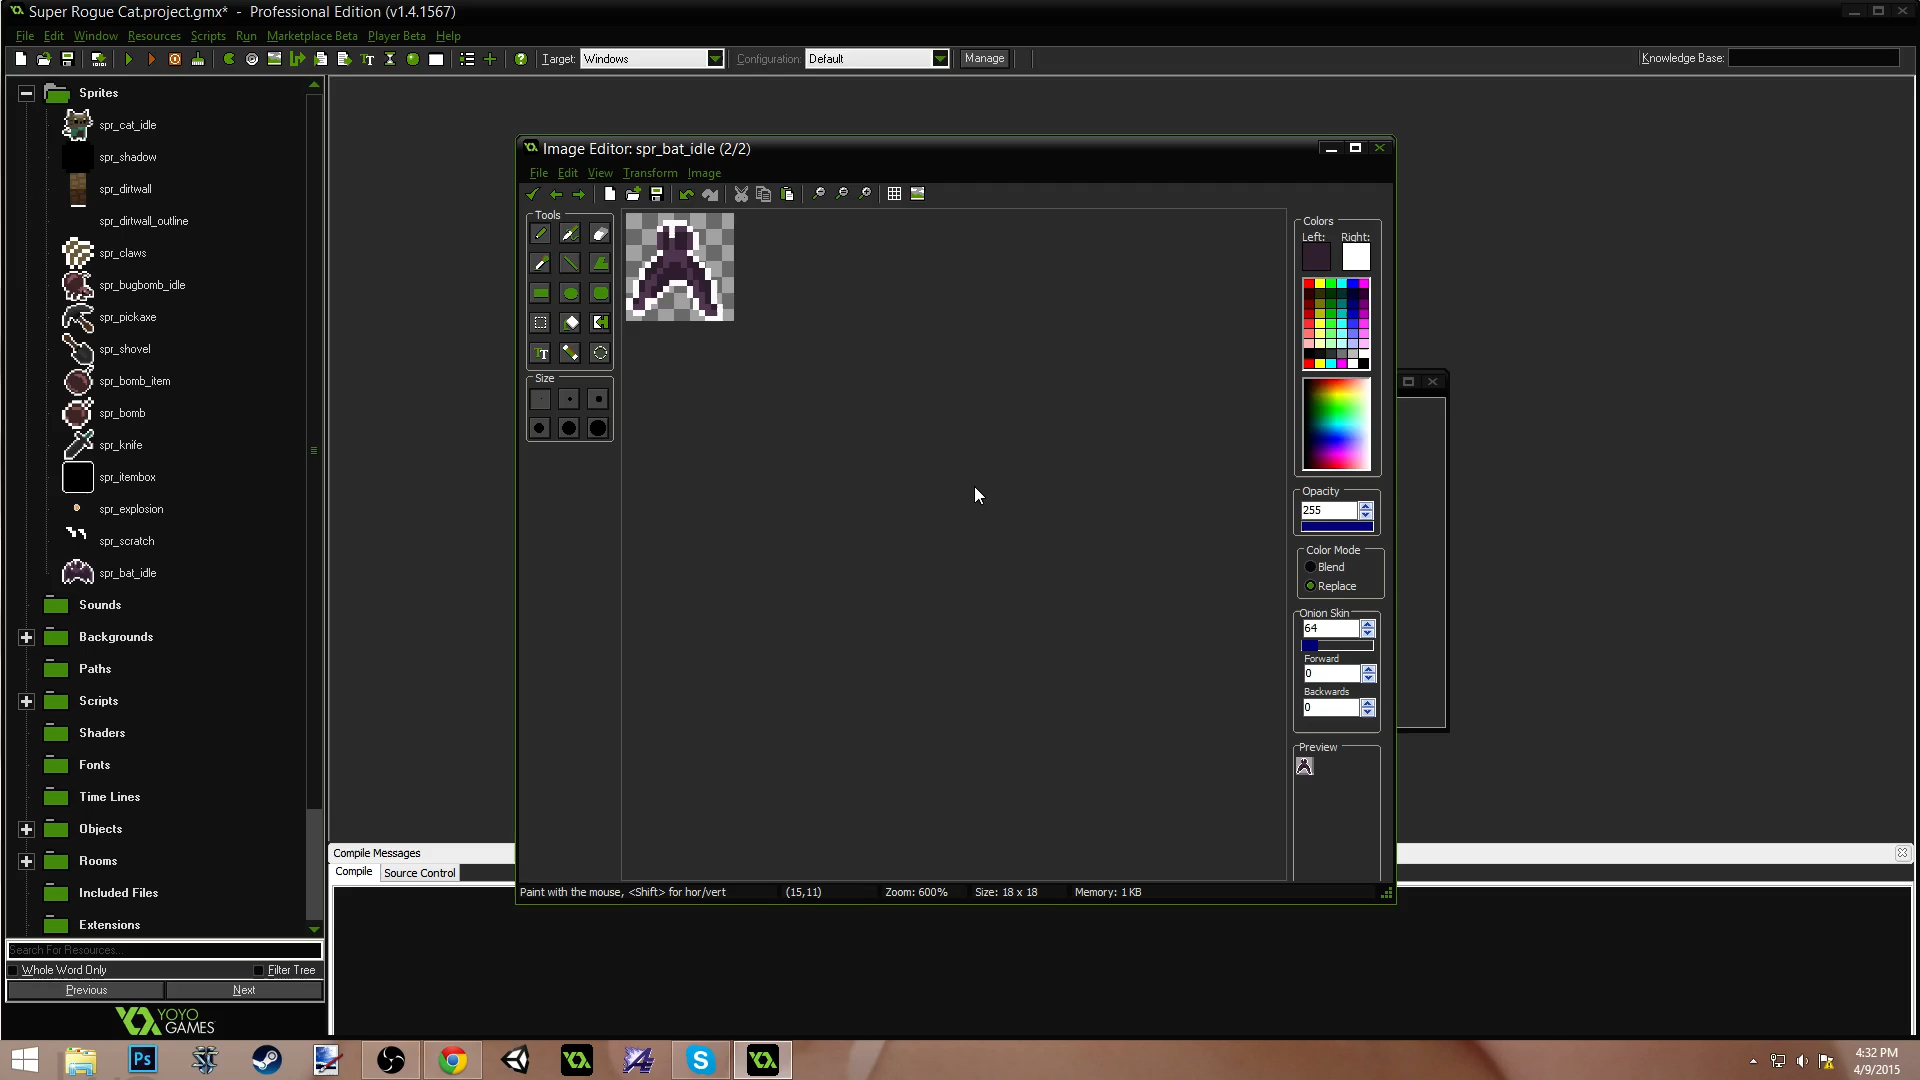 Super Rogue Cat.project.gmx* - Professional Edition (v1.4.1567)
File Edit Window Resources Scripts Run Marketplace Beta Player Beta Help
Target: Windows Configuration: Default Manage Knowledge Base:
Sprites
spr_cat_idle
spr_shadow
spr_dirtwall
spr_dirtwall_outline
spr_claws
spr_bugbomb_idle
spr_pickaxe
spr_shovel
spr_bomb_item
spr_bomb
spr_knife
spr_itembox
spr_explosion
spr_scratch
spr_bat_idle
Sounds
Backgrounds
Paths
Scripts
Shaders
Fonts
Time Lines
Objects
Rooms
Included Files
Extensions
Search For Resources...
Whole Word Only Filter Tree
Previous Next
YOYO
GAMES
Image Editor: spr_bat_idle (2/2)
File Edit View Transform Image
Tools
Size
Colors
Left: Right:
Opacity
255
Color Mode
Blend
Replace
Onion Skin
64
Forward
0
Backwards
0
Preview
Paint with the mouse, <Shift> for hor/vert (15,11) Zoom: 600% Size: 18 x 18 Memory: 1 KB
Compile Messages
Compile Source Control
Ps
4:32 PM
4/9/2015